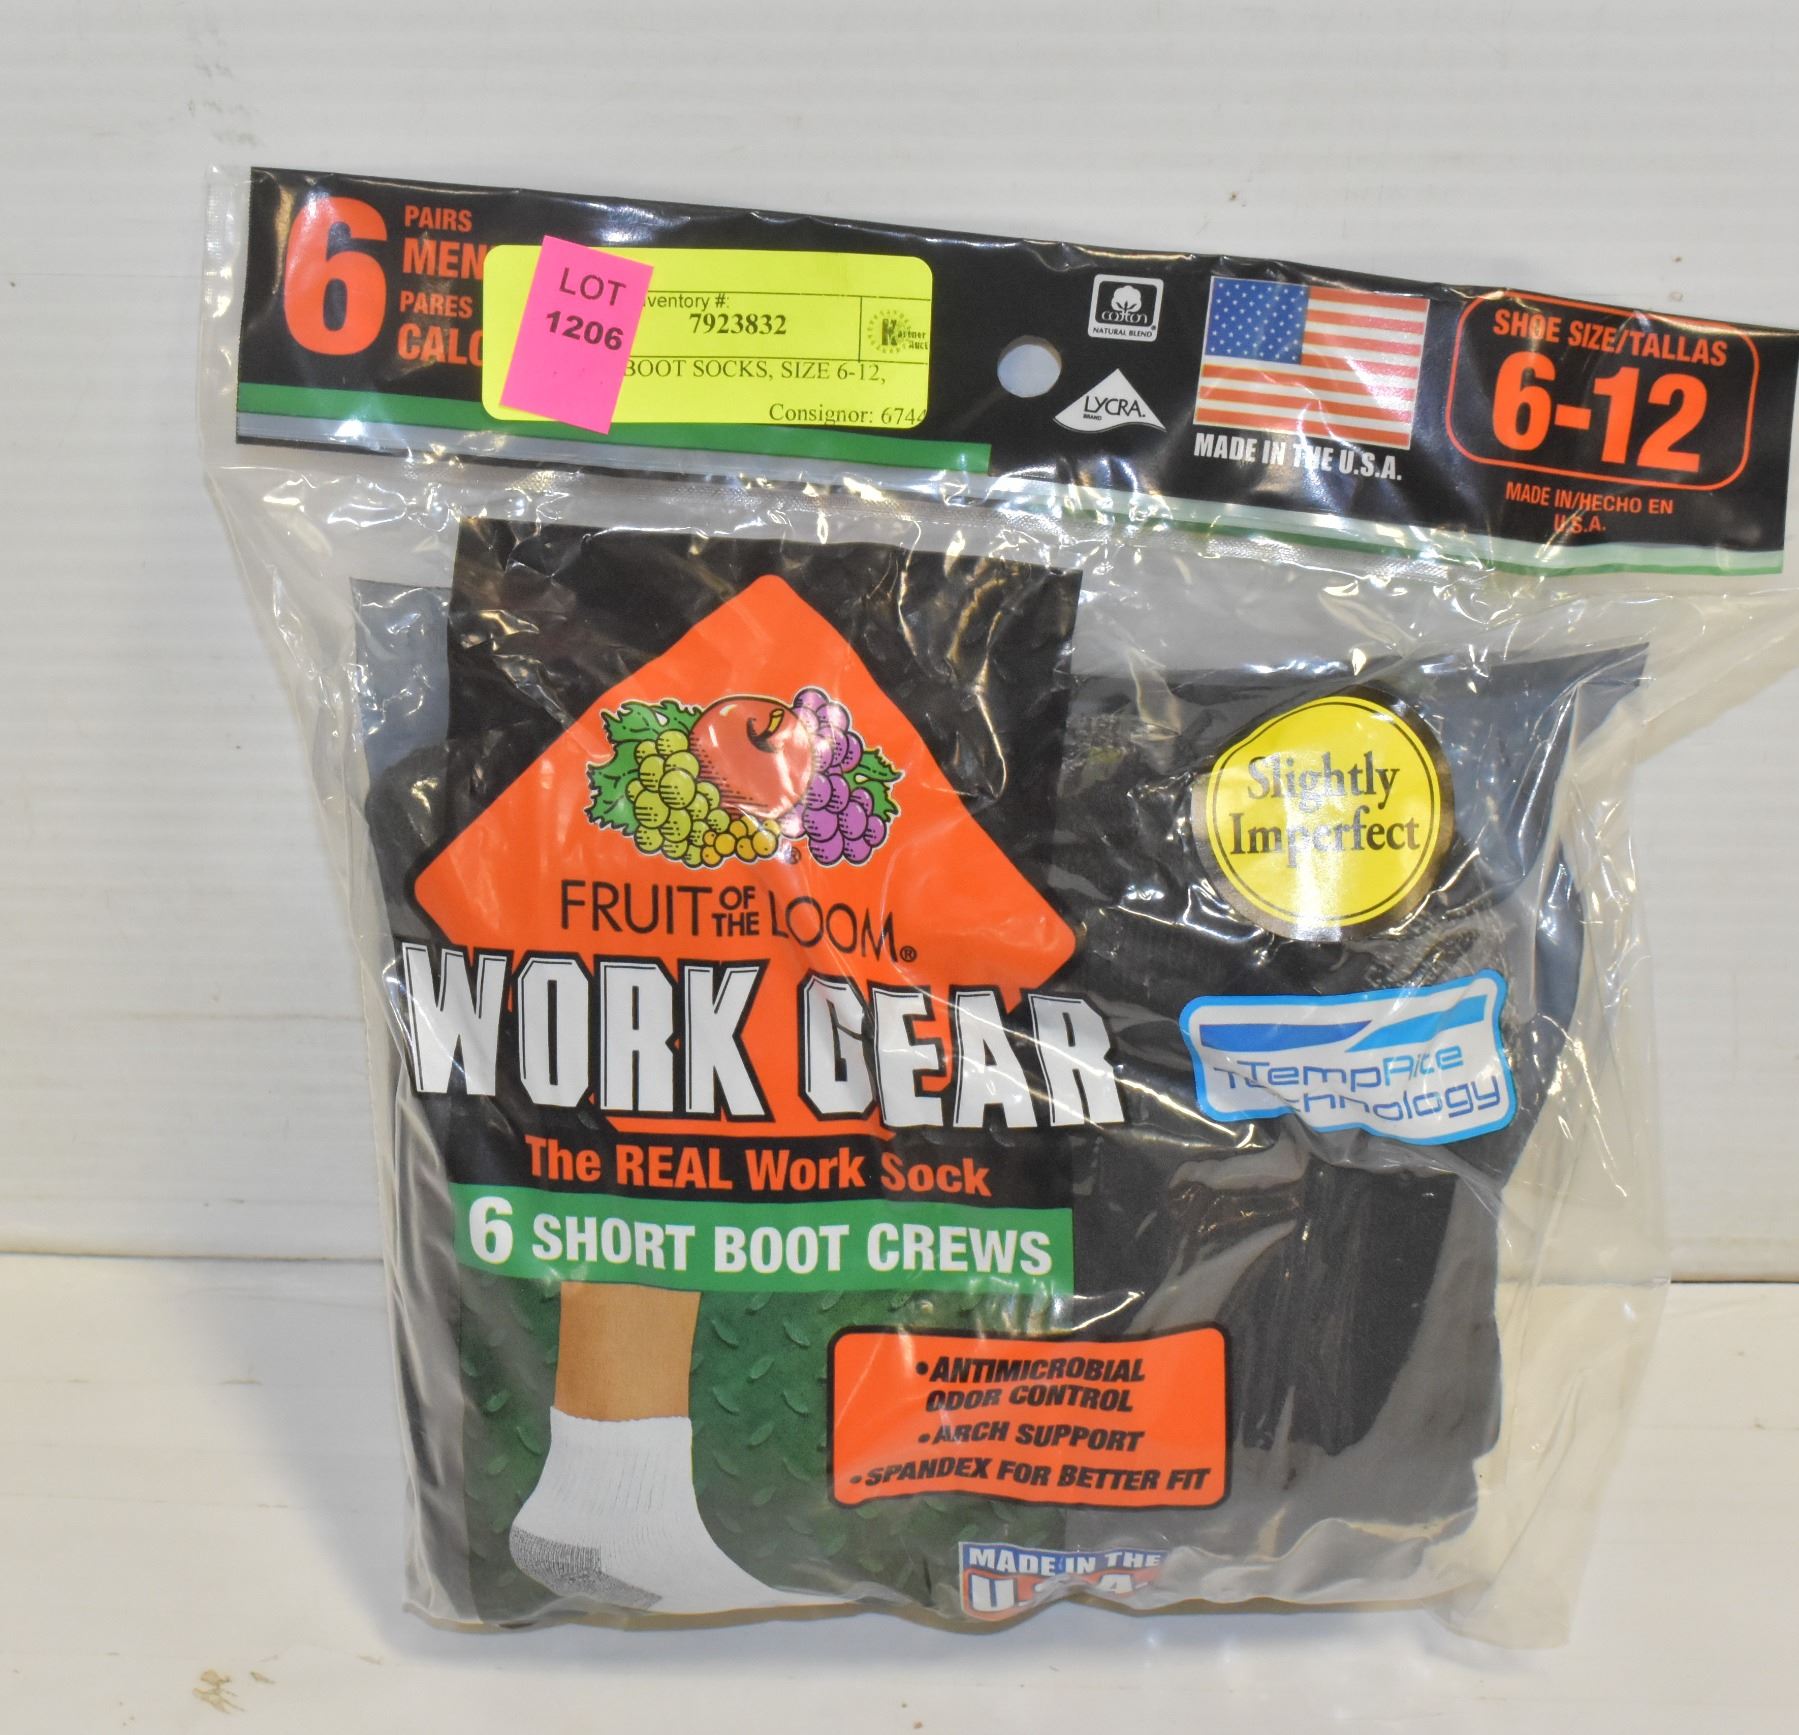 6
PAIRS
MEN'
PARES
CALC
LOT
1206
ventory #:
7923832
BOOT SOCKS, SIZE 6-12,
Consignor: 6744
cotton
NATURAL BLEND
LYCRA.
BRAND
MADE IN THE U.S.A.
SHOE SIZE/TALLAS
6-12
MADE IN/HECHO EN
U.S.A.
FRUIT OF THE LOOM®
WORK GEAR
The REAL Work Sock
6 SHORT BOOT CREWS
Slightly
Imperfect
TempRite
Technology
•ANTIMICROBIAL
ODOR CONTROL
•ARCH SUPPORT
•SPANDEX FOR BETTER FIT
MADE IN THE
U.S.A.